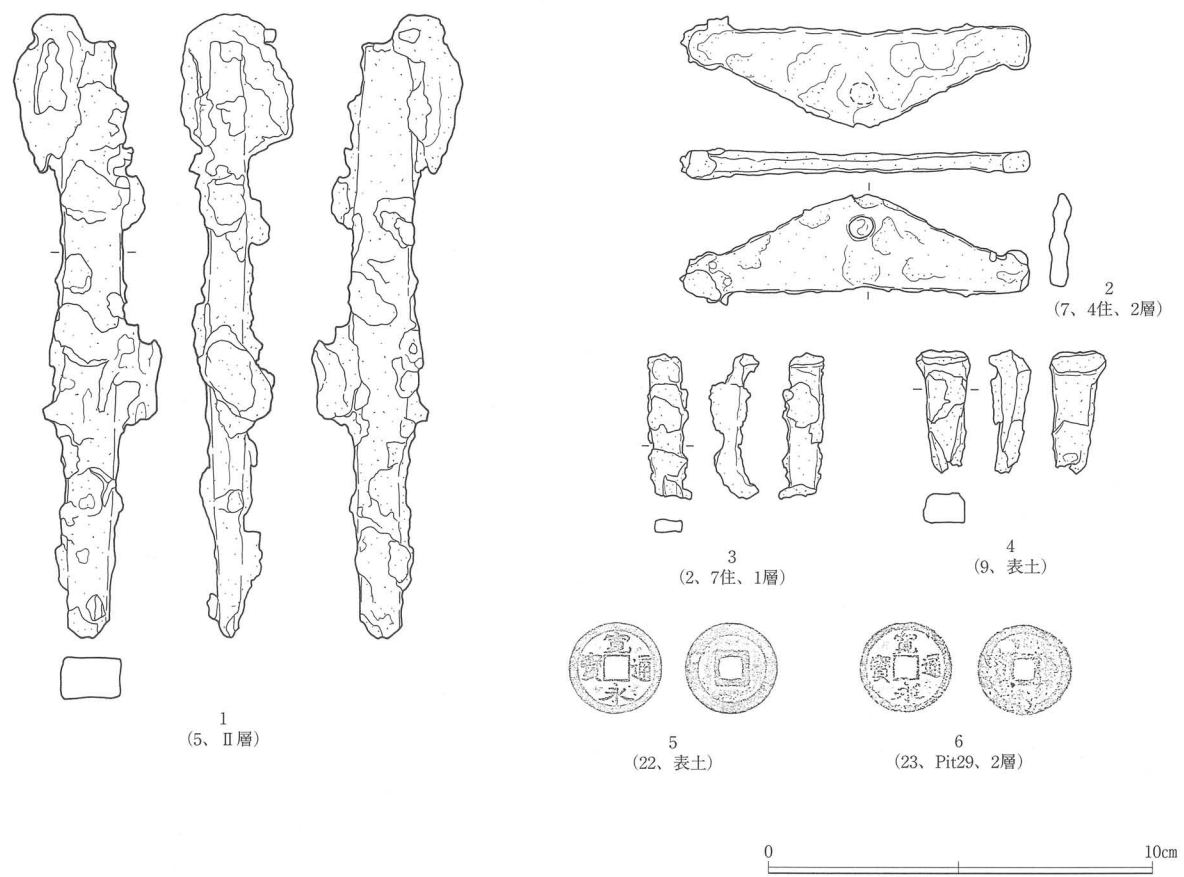 1
(5、Ⅱ層)
2
(7、4住、2層)
3
(2、7住、1層)
4
(9、表土)
寛永通寳
5
(22、表土)
寛永通寳
6
(23、Pit29、2層)
0
10cm